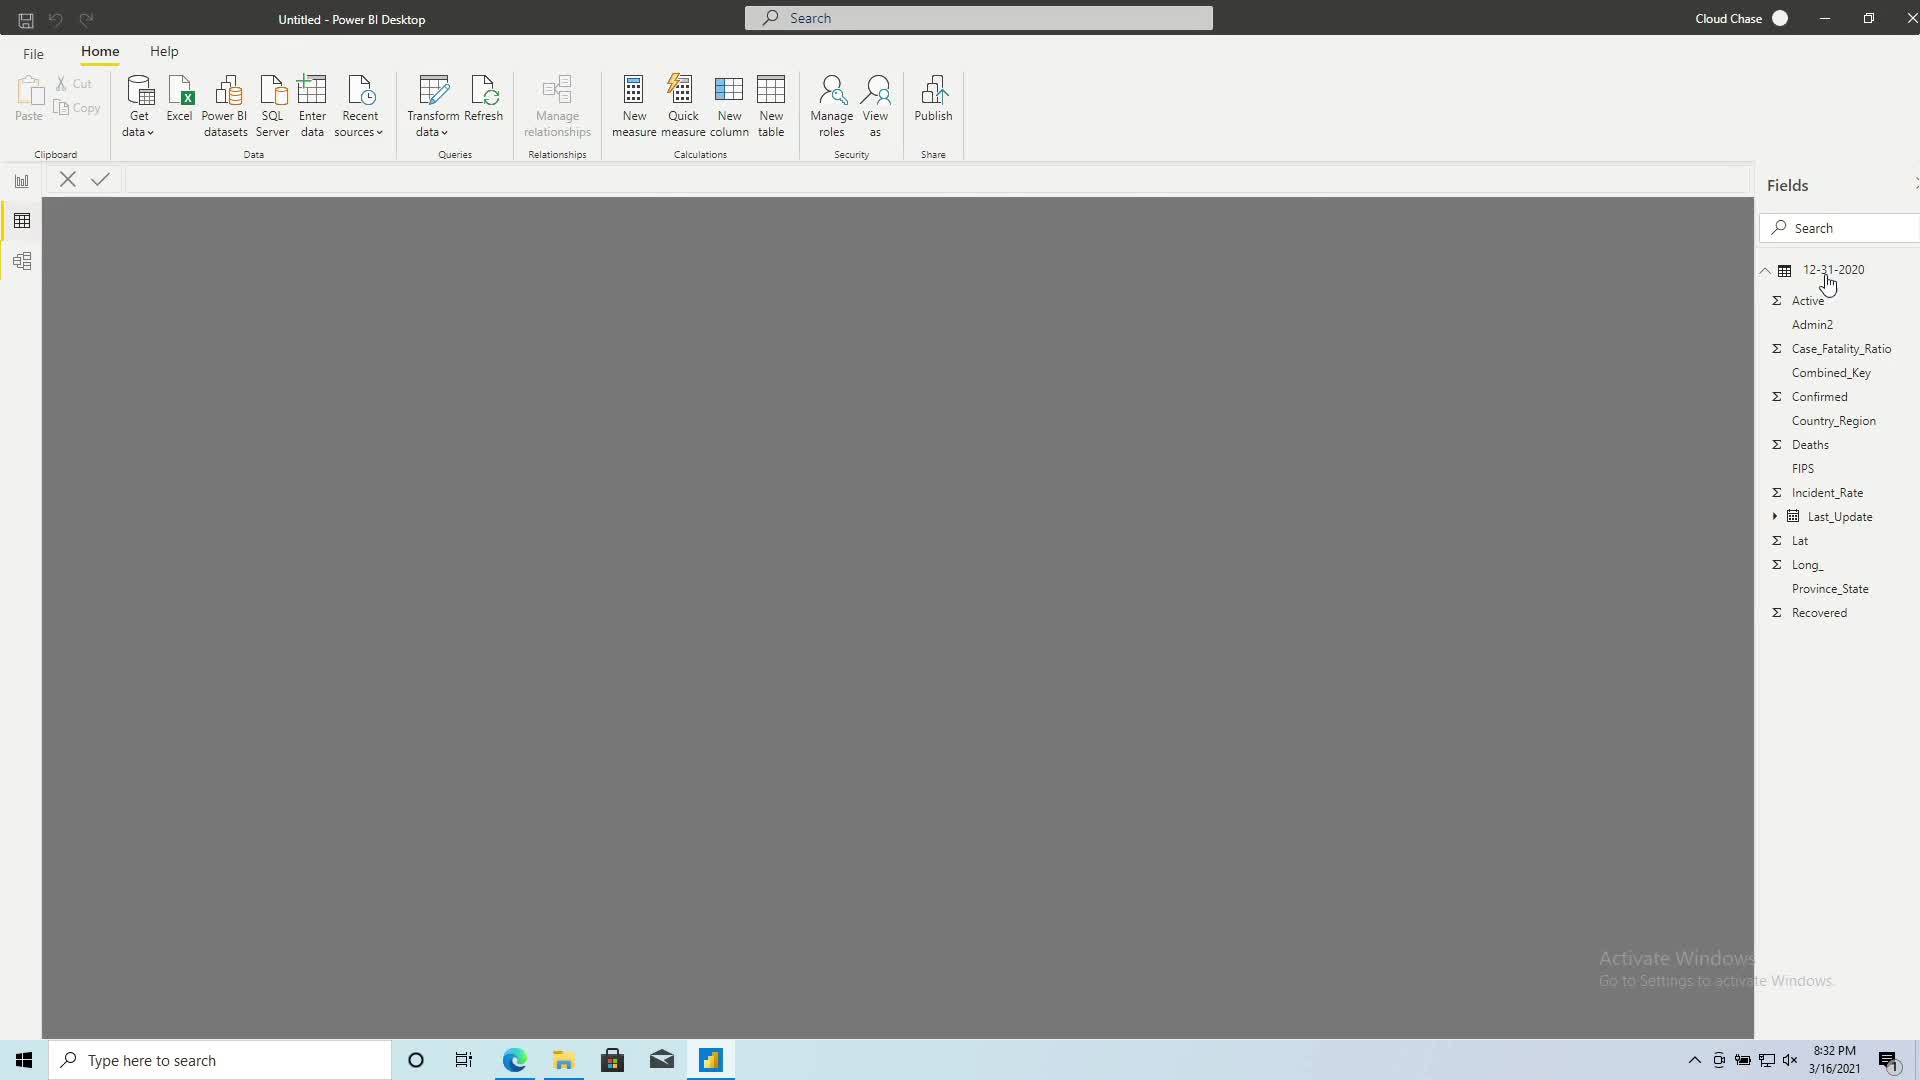 Untitled - Power BI Desktop
Search
Cloud Chase
File
Home
Help
Paste
Cut
Copy
Clipboard
Get data
Excel
Power BI datasets
SQL Server
Enter data
Recent sources
Data
Transform data
Refresh
Queries
Manage relationships
Relationships
New measure
Quick measure
New column
New table
Calculations
Manage roles
View as
Security
Publish
Share
Fields
Search
12-31-2020
Σ Active
Admin2
Σ Case_Fatality_Ratio
Combined_Key
Σ Confirmed
Country_Region
Σ Deaths
FIPS
Σ Incident_Rate
Last_Update
Σ Lat
Σ Long_
Province_State
Σ Recovered
Activate Windows
Go to Settings to activate Windows.
Type here to search
8:32 PM
3/16/2021
1